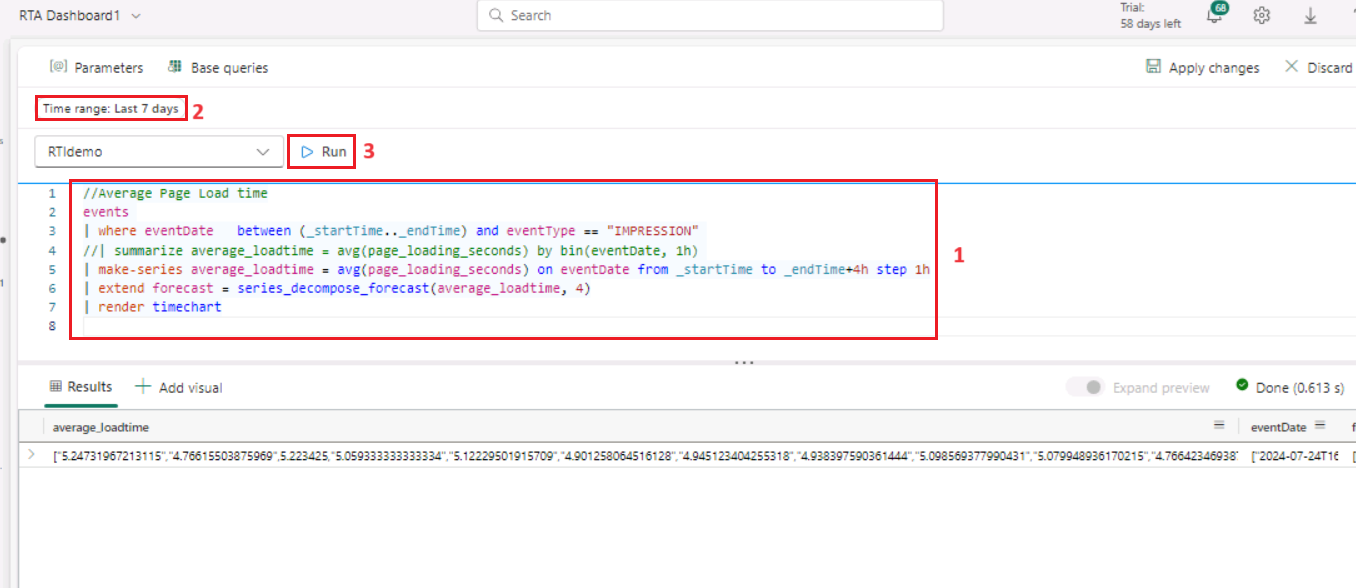 RTA Dashboard1
Search
Trial:
58 days left
68
Parameters
Base queries
Apply changes
Discard
Time range: Last 7 days
2
RTIdemo
Run
3
1 //Average Page Load time
2 events
3 | where eventDate   between (_startTime.._endTime) and eventType == "IMPRESSION"
4 //| summarize average_loadtime = avg(page_loading_seconds) by bin(eventDate, 1h)
5 | make-series average_loadtime = avg(page_loading_seconds) on eventDate from _startTime to _endTime+4h step 1h
6 | extend forecast = series_decompose_forecast(average_loadtime, 4)
7 | render timechart
8
1
Results
Add visual
Expand preview
Done (0.613 s)
average_loadtime
eventDate
f
["5.24731967213115","4.76615503875969",5.223425,"5.059333333333334","5.12229501915709","4.901258064516128","4.945123404255318","4.938397590361444","5.098569377990431","5.079948936170215","4.76642346938
["2024-07-24T16
[